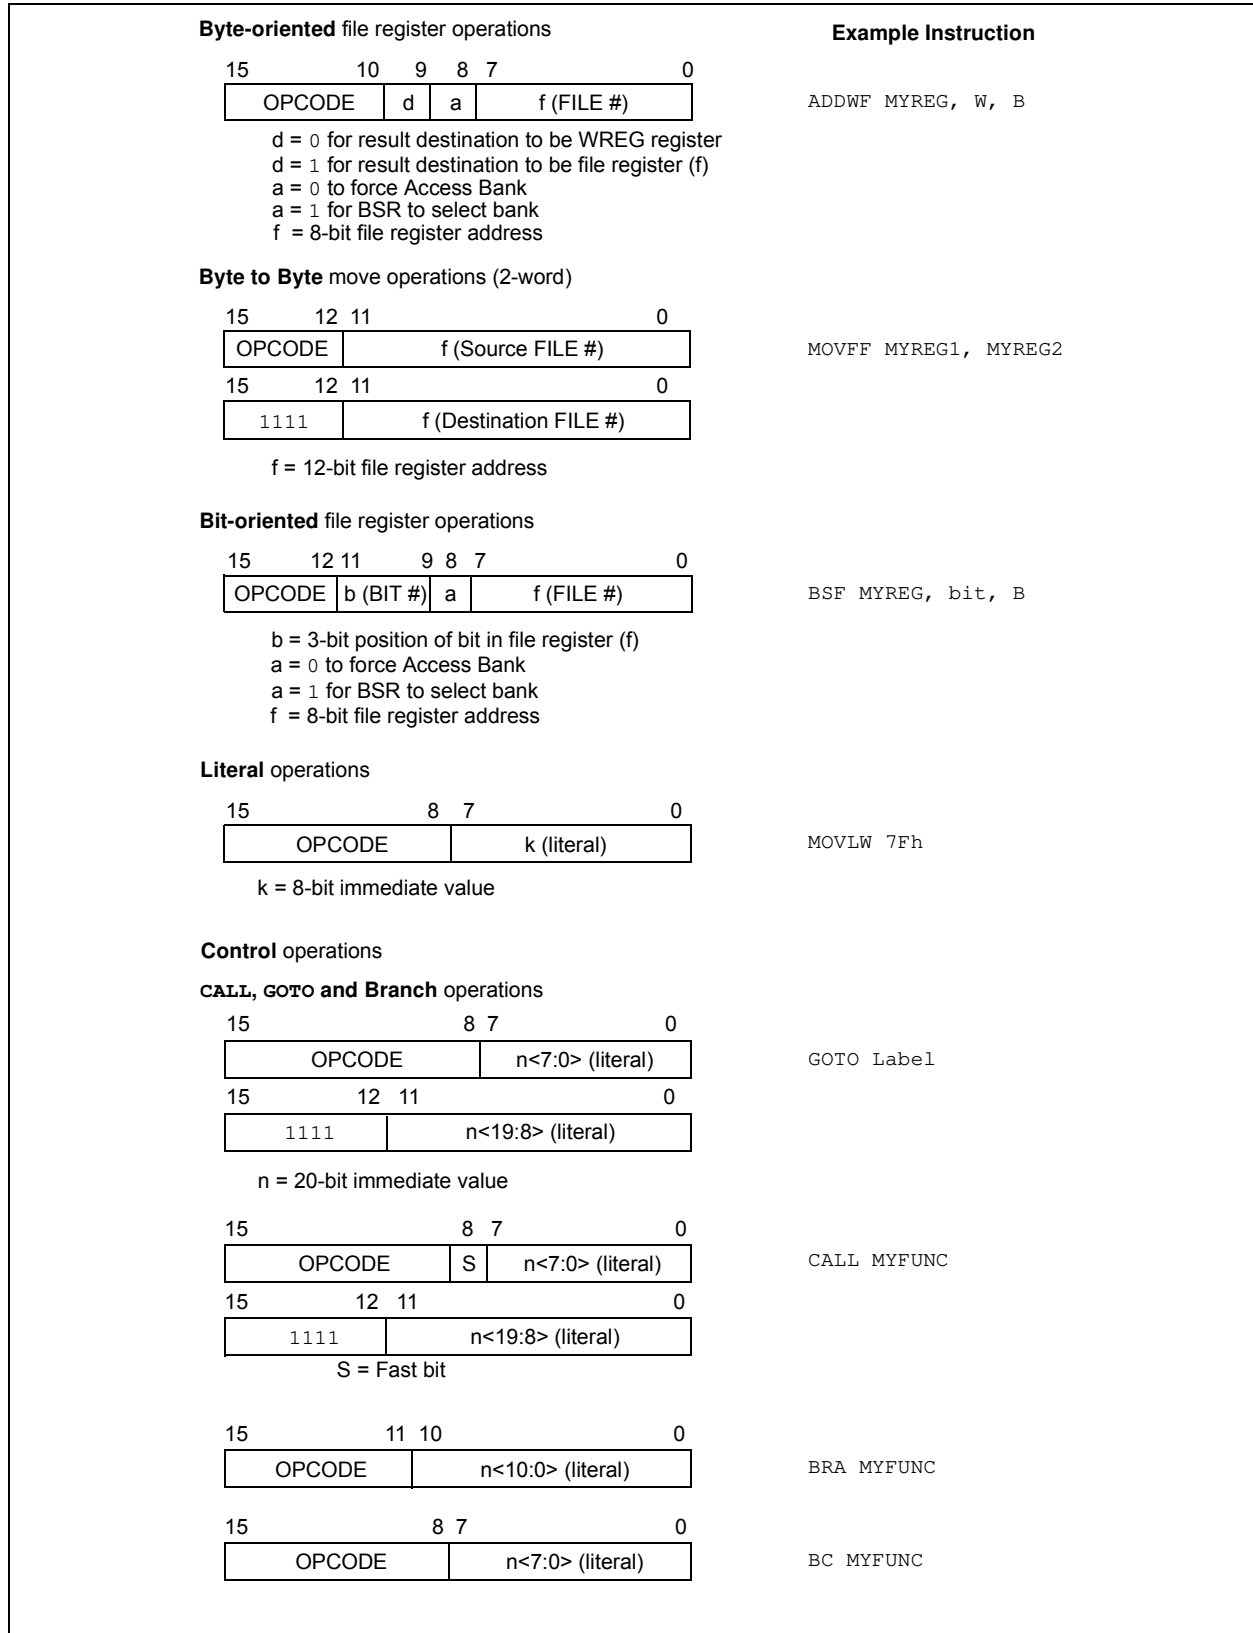 Byte-oriented file register operations Example Instruction
15 10 9 8 7 0
OPCODE d a f (FILE #) ADDWF MYREG, W, B
d = 0 for result destination to be WREG register
d = 1 for result destination to be file register (f)
a = 0 to force Access Bank
a = 1 for BSR to select bank
f = 8-bit file register address
Byte to Byte move operations (2-word)
15 12 11 0
OPCODE f (Source FILE #) MOVFF MYREG1, MYREG2
15 12 11 0
1111 f (Destination FILE #)
f = 12-bit file register address
Bit-oriented file register operations
15 12 11 9 8 7 0
OPCODE b (BIT #) a f (FILE #) BSF MYREG, bit, B
b = 3-bit position of bit in file register (f)
a = 0 to force Access Bank
a = 1 for BSR to select bank
f = 8-bit file register address
Literal operations
15 8 7 0
OPCODE k (literal) MOVLW 7Fh
k = 8-bit immediate value
Control operations
CALL, GOTO and Branch operations
15 8 7 0
OPCODE n<7:0> (literal) GOTO Label
15 12 11 0
1111 n<19:8> (literal)
n = 20-bit immediate value
15 8 7 0
OPCODE S n<7:0> (literal) CALL MYFUNC
15 12 11 0
1111 n<19:8> (literal)
S = Fast bit
15 11 10 0
OPCODE n<10:0> (literal) BRA MYFUNC
15 8 7 0
OPCODE n<7:0> (literal) BC MYFUNC